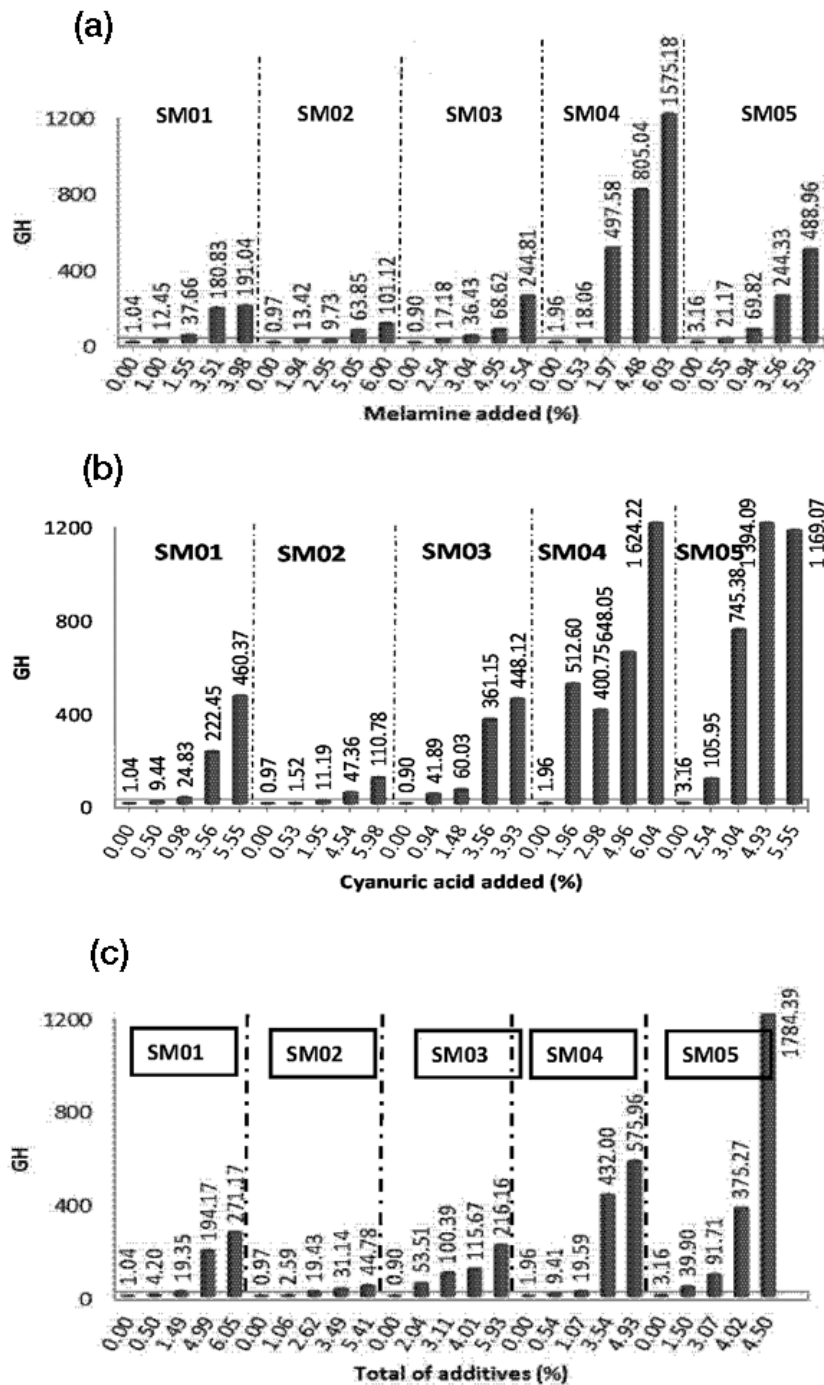 (a)
SM01 SM02 SM03 SM04 SM05
1200
800
400
0
GH
1.04 12.45 37.66 180.83 191.04 0.97 13.42 9.73 63.85 101.12 0.90 17.18 36.43 68.62 244.81 1.96 18.06 497.58 805.04 1575.18 3.16 21.17 69.82 244.33 488.96
0.00 1.00 1.55 3.51 3.98 0.00 1.94 2.95 5.05 6.00 0.00 2.54 3.04 4.95 5.54 0.00 0.53 1.97 4.48 6.03 0.00 0.55 0.94 3.56 5.53
Melamine added (%)
(b)
SM01 SM02 SM03 SM04 SM05
1200
800
400
0
GH
1.04 9.44 24.83 222.45 460.37 0.97 1.52 11.19 47.36 110.78 0.90 41.89 60.03 361.15 448.12 1.96 512.60 400.75 648.05 1 624.22 3.16 105.95 745.38 1 394.09 1 169.07
0.00 0.50 0.98 3.56 5.55 0.00 0.53 1.95 4.54 5.98 0.00 0.94 1.48 3.56 3.93 0.00 1.96 2.98 4.96 6.04 0.00 2.54 3.04 4.93 5.55
Cyanuric acid added (%)
(c)
SM01 SM02 SM03 SM04 SM05
1200
800
400
0
GH
1.04 4.20 19.35 194.17 271.17 0.97 2.59 19.43 31.14 44.78 0.90 53.51 100.39 115.67 216.16 1.96 9.41 19.59 432.00 575.96 3.16 39.90 91.71 375.27 1784.39
0.00 0.50 1.49 4.99 6.05 0.00 1.06 2.62 3.49 5.41 0.00 2.04 3.11 4.01 5.93 0.00 0.54 1.07 3.54 4.93 0.00 1.50 3.07 4.02 4.50
Total of additives (%)